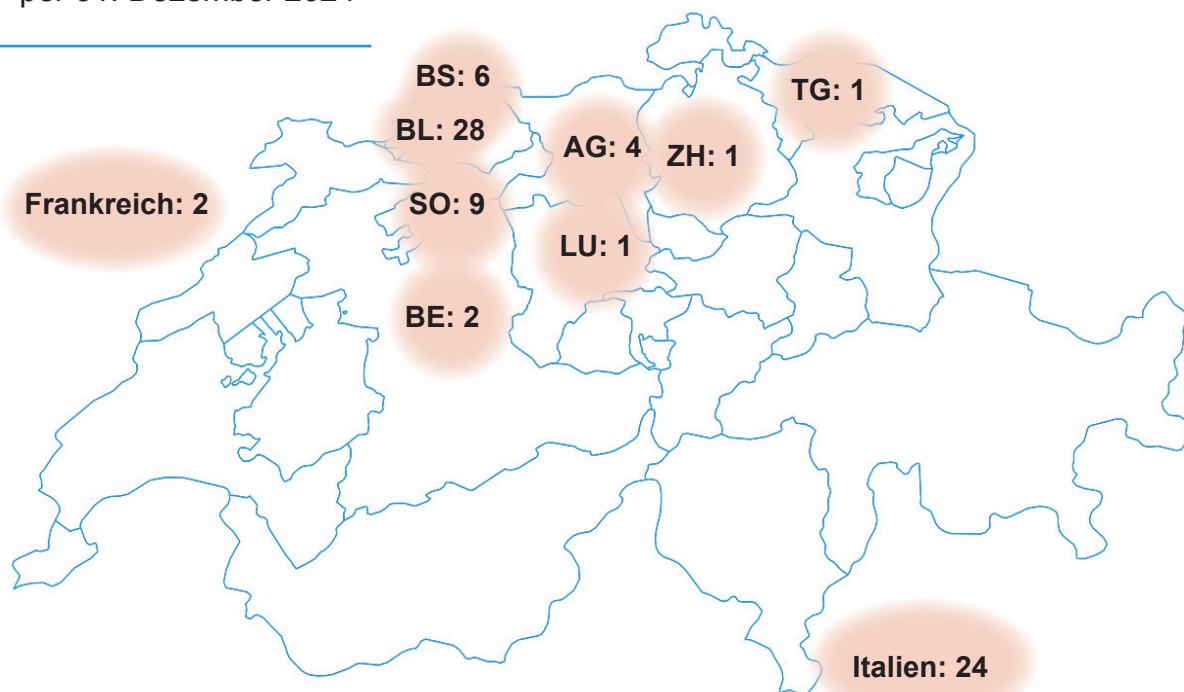 BS: 6
TG: 1
BL: 28
AG: 4
ZH: 1
Frankreich: 2
SO: 9
LU: 1
BE: 2
Italien: 24